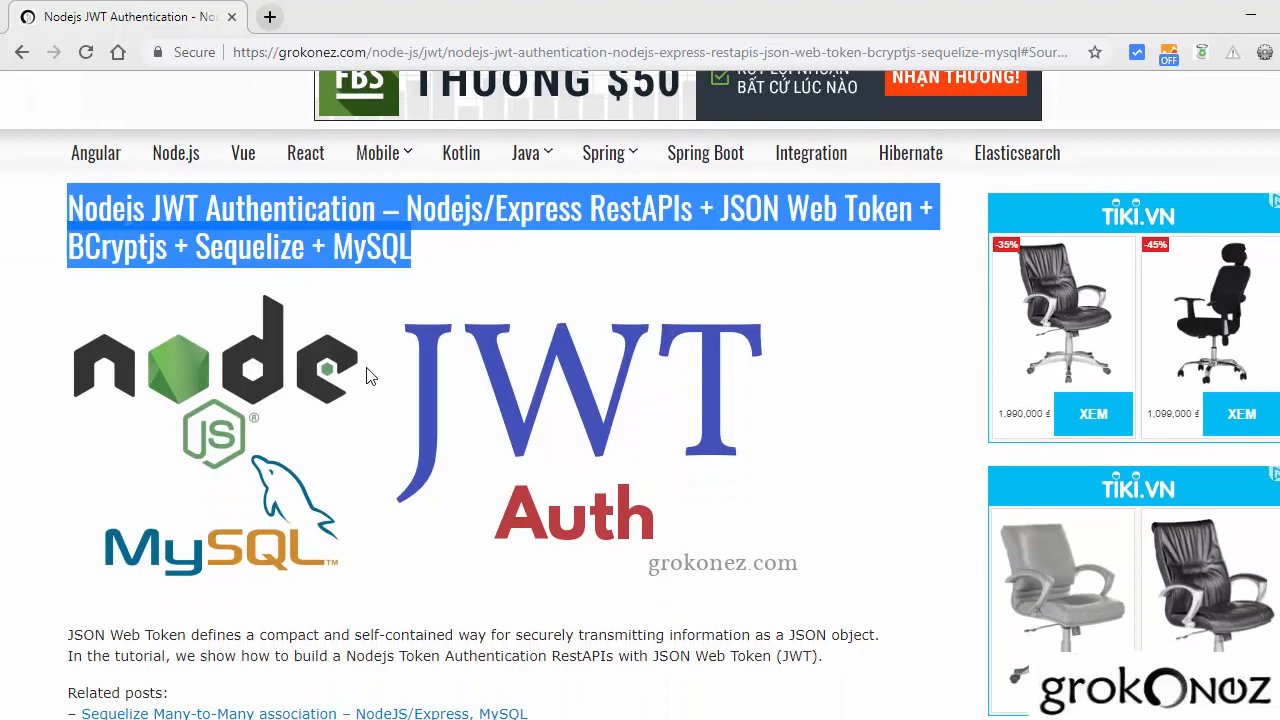 Nodejs JWT Authentication - No
Secure
https://grokonez.com/node-js/jwt/nodejs-jwt-authentication-nodejs-express-restapis-json-web-token-bcryptjs-sequelize-mysql#Sour...
OFF
FBS
THƯỞNG $50
BẤT CỨ LÚC NÀO
NHẬN THƯỞNG!
Angular
Node.js
Vue
React
Mobile
Kotlin
Java
Spring
Spring Boot
Integration
Hibernate
Elasticsearch
Nodejs JWT Authentication – Nodejs/Express RestAPIs + JSON Web Token +
BCryptjs + Sequelize + MySQL
TIKI.VN
-35%
-45%
node
JS
®
JWT
MySQL™
Auth
grokonez.com
1,990,000 ₫
XEM
1,099,000 ₫
XEM
TIKI.VN
JSON Web Token defines a compact and self-contained way for securely transmitting information as a JSON object.
In the tutorial, we show how to build a Nodejs Token Authentication RestAPIs with JSON Web Token (JWT).
Related posts:
– Sequelize Many-to-Many association – NodeJS/Express, MySQL
grokonez